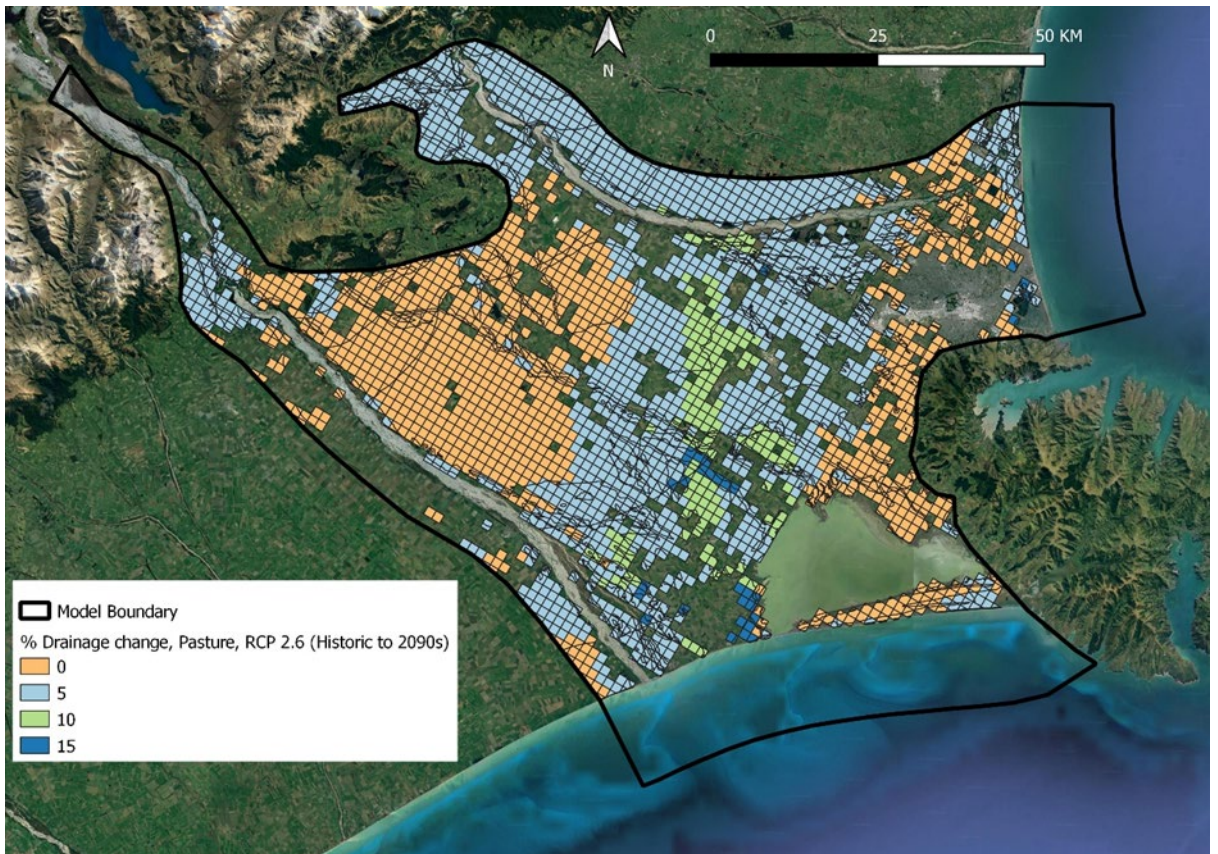 0 25 50 KM
N
Model Boundary
% Drainage change, Pasture, RCP 2.6 (Historic to 2090s)
0
5
10
15